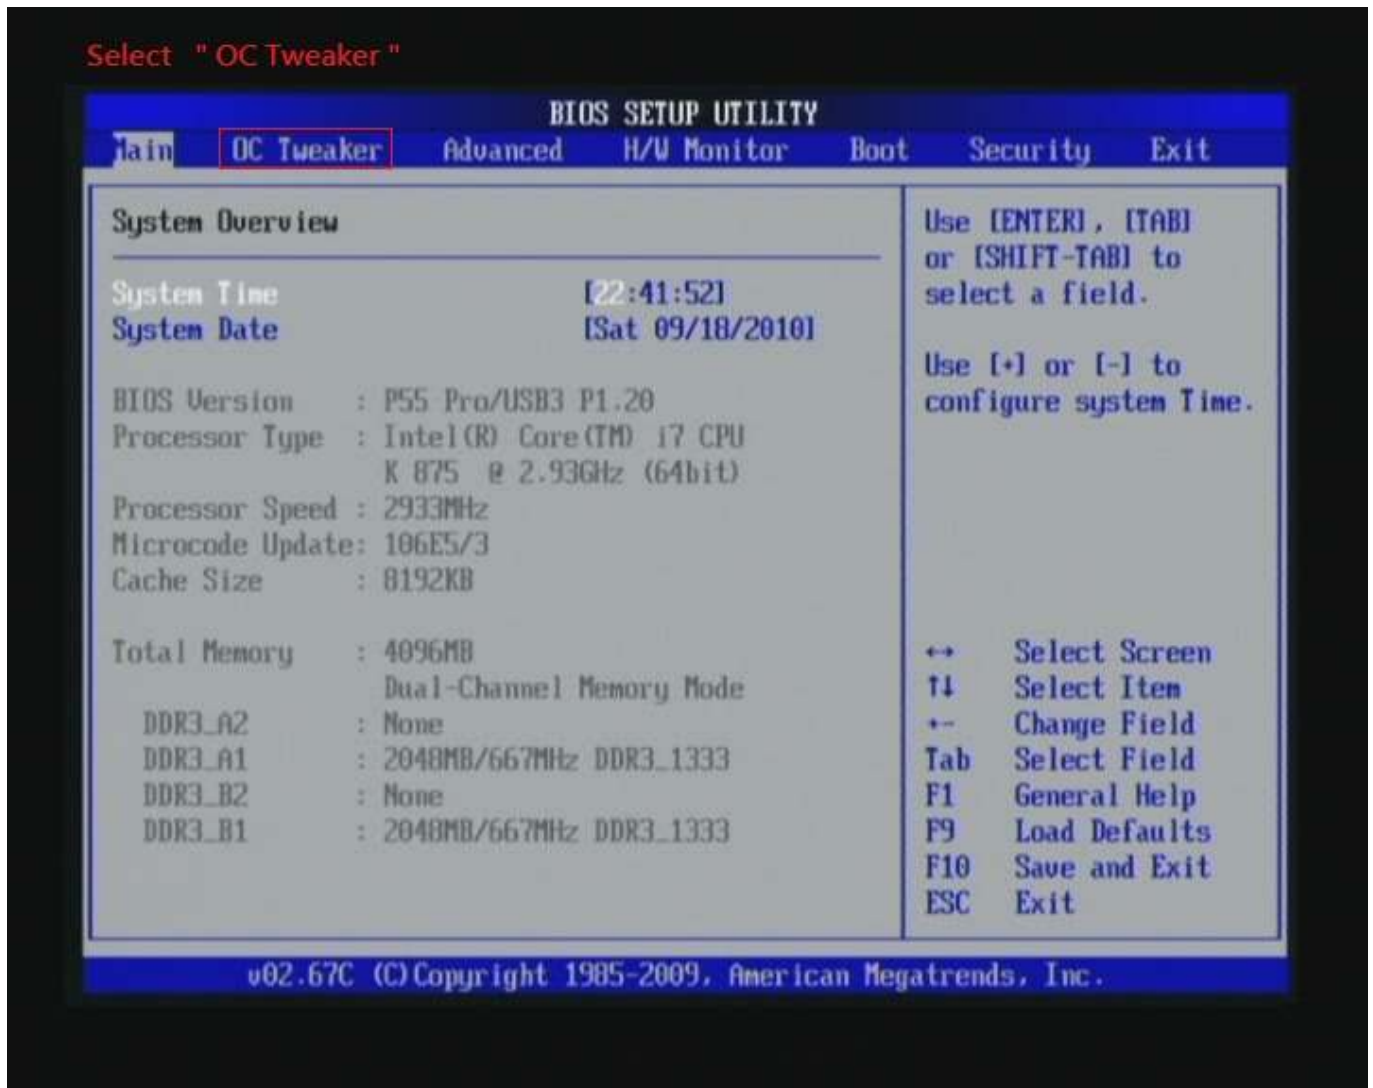 Select " OC Tweaker "
BIOS SETUP UTILITY
Main OC Tweaker Advanced H/W Monitor Boot Security Exit
System Overview
System Time [22:41:52]
System Date [Sat 09/18/2010]
BIOS Version : P55 Pro/USB3 P1.20
Processor Type : Intel(R) Core(TM) i7 CPU
K 875 @ 2.93GHz (64bit)
Processor Speed : 2933MHz
Microcode Update: 106E5/3
Cache Size : 8192KB
Total Memory : 4096MB
Dual-Channel Memory Mode
DDR3_A2 : None
DDR3_A1 : 2048MB/667MHz DDR3_1333
DDR3_B2 : None
DDR3_B1 : 2048MB/667MHz DDR3_1333
Use [ENTER], [TAB]
or [SHIFT-TAB] to
select a field.
Use [+] or [-] to
configure system Time.
↔ Select Screen
↑↓ Select Item
+- Change Field
Tab Select Field
F1 General Help
F9 Load Defaults
F10 Save and Exit
ESC Exit
v02.67C (C)Copyright 1985-2009, American Megatrends, Inc.